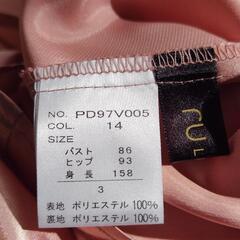 NO. PD97V005
COL. 14
SIZE
バスト 86
ヒップ 93
身長 158
3
表地 ポリエステル 100%
裏地 ポリエステル 100%